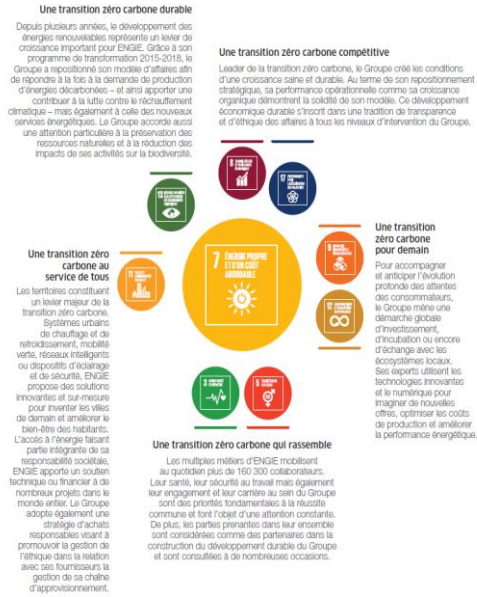 Une transition zéro carbone durable
Depuis plusieurs années, le développement des
énergies renouvelables représente un levier de
croissance important pour ENGIE. Grâce à son
programme de transformation 2015-2018, le
Groupe a repositionné son modèle d'affaires afin
de répondre à la fois à la demande de production
d'énergies décarbonées – et ainsi apporter une
contribuer à la lutte contre le réchauffement
climatique – mais également à celle des nouveaux
services énergétiques. Le Groupe accorde aussi
une attention particulière à la préservation des
ressources naturelles et à la réduction des
impacts de ses activités sur la biodiversité.
Une transition zéro carbone compétitive
Leader de la transition zéro carbone, le Groupe créé les conditions
d'une croissance saine et durable. Au terme de son repositionnement
stratégique, sa performance opérationnelle comme sa croissance
organique démontrent la solidité de son modèle. Ce développement
économique durable s'inscrit dans une tradition de transparence
et d'éthique des affaires à tous les niveaux d'intervention du Groupe.
7 ÉNERGIE PROPRE
ET D'UN COÛT
ABORDABLE
Une transition zéro
carbone au
service de tous
Les territoires constituent
un levier majeur de la
transition zéro carbone.
Systèmes urbains
de chauffage et de
refroidissement, mobilité
verte, réseaux intelligents
ou dispositifs d'éclairage
et de sécurité, ENGIE
propose des solutions
innovantes et sur-mesure
pour inventer les villes
de demain et améliorer le
bien-être des habitants.
L'accès à l'énergie faisant
partie intégrante de sa
responsabilité sociétale,
ENGIE apporte un soutien
technique ou financier à de
nombreux projets dans le
monde entier. Le Groupe
adopte également une
stratégie d'achats
responsables visant à
promouvoir la gestion de
l'éthique dans la relation
avec ses fournisseurs la
gestion de sa chaîne
d'approvisionnement.
Une transition
zéro carbone
pour demain
Pour accompagner
et anticiper l'évolution
profonde des attentes
des consommateurs,
le Groupe mène une
démarche globale
d'investissement,
d'incubation ou encore
d'échange avec les
écosystèmes locaux.
Ses experts utilisent les
technologies innovantes
et le numérique pour
imaginer de nouvelles
offres, optimiser les coûts
de production et améliorer
la performance énergétique.
Une transition zéro carbone qui rassemble
Les multiples métiers d'ENGIE mobilisent
au quotidien plus de 160 300 collaborateurs.
Leur santé, leur sécurité au travail mais également
leur engagement et leur carrière au sein du Groupe
sont des priorités fondamentales à la réussite
commune et font l'objet d'une attention constante.
De plus, les parties prenantes dans leur ensemble
sont considérées comme des partenaires dans la
construction du développement durable du Groupe
et sont consultées à de nombreuses occasions.